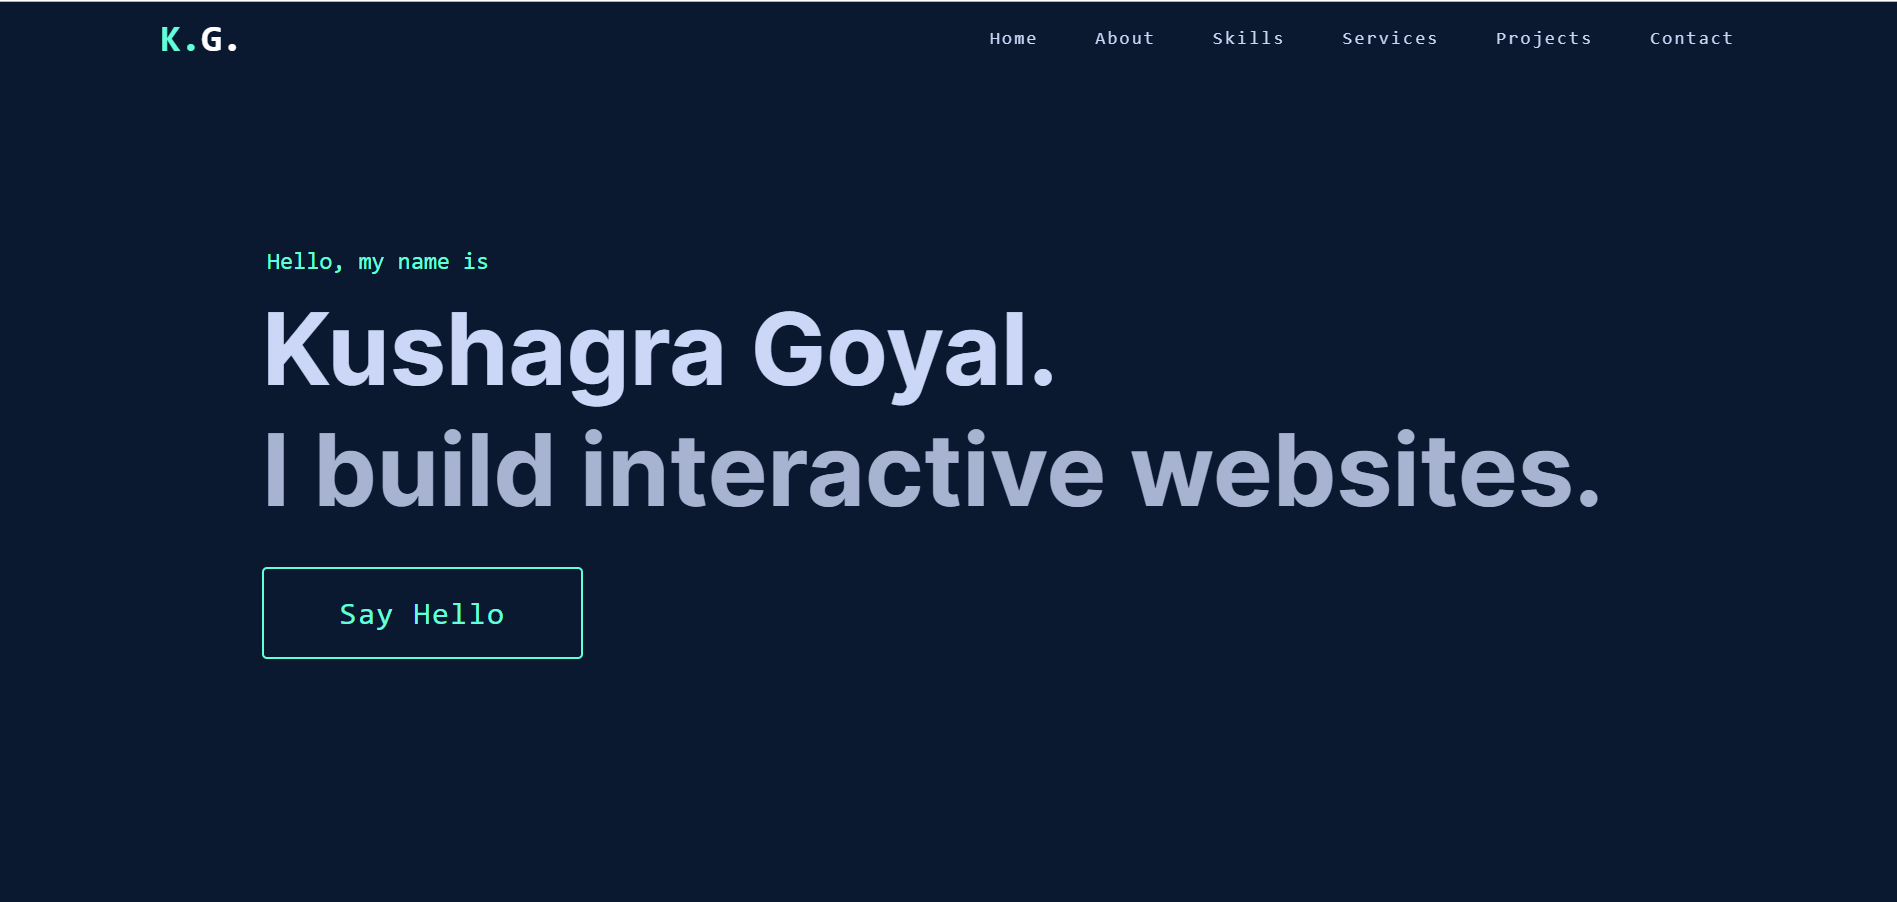 K.G.
Home About Skills Services Projects Contact
Hello, my name is
Kushagra Goyal.
I build interactive websites.
Say Hello